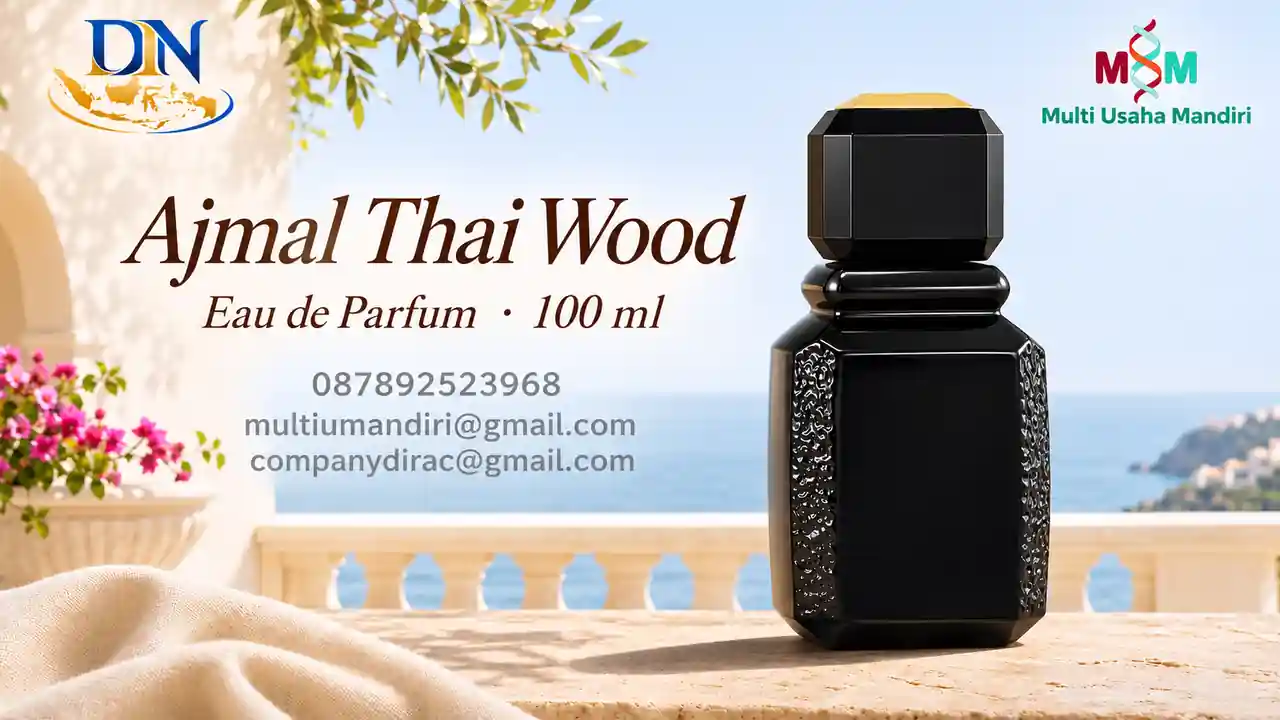 DN
MSM
Multi Usaha Mandiri
Ajmal Thai Wood
Eau de Parfum · 100 ml
087892523968
multiumandiri@gmail.com
companydirac@gmail.com